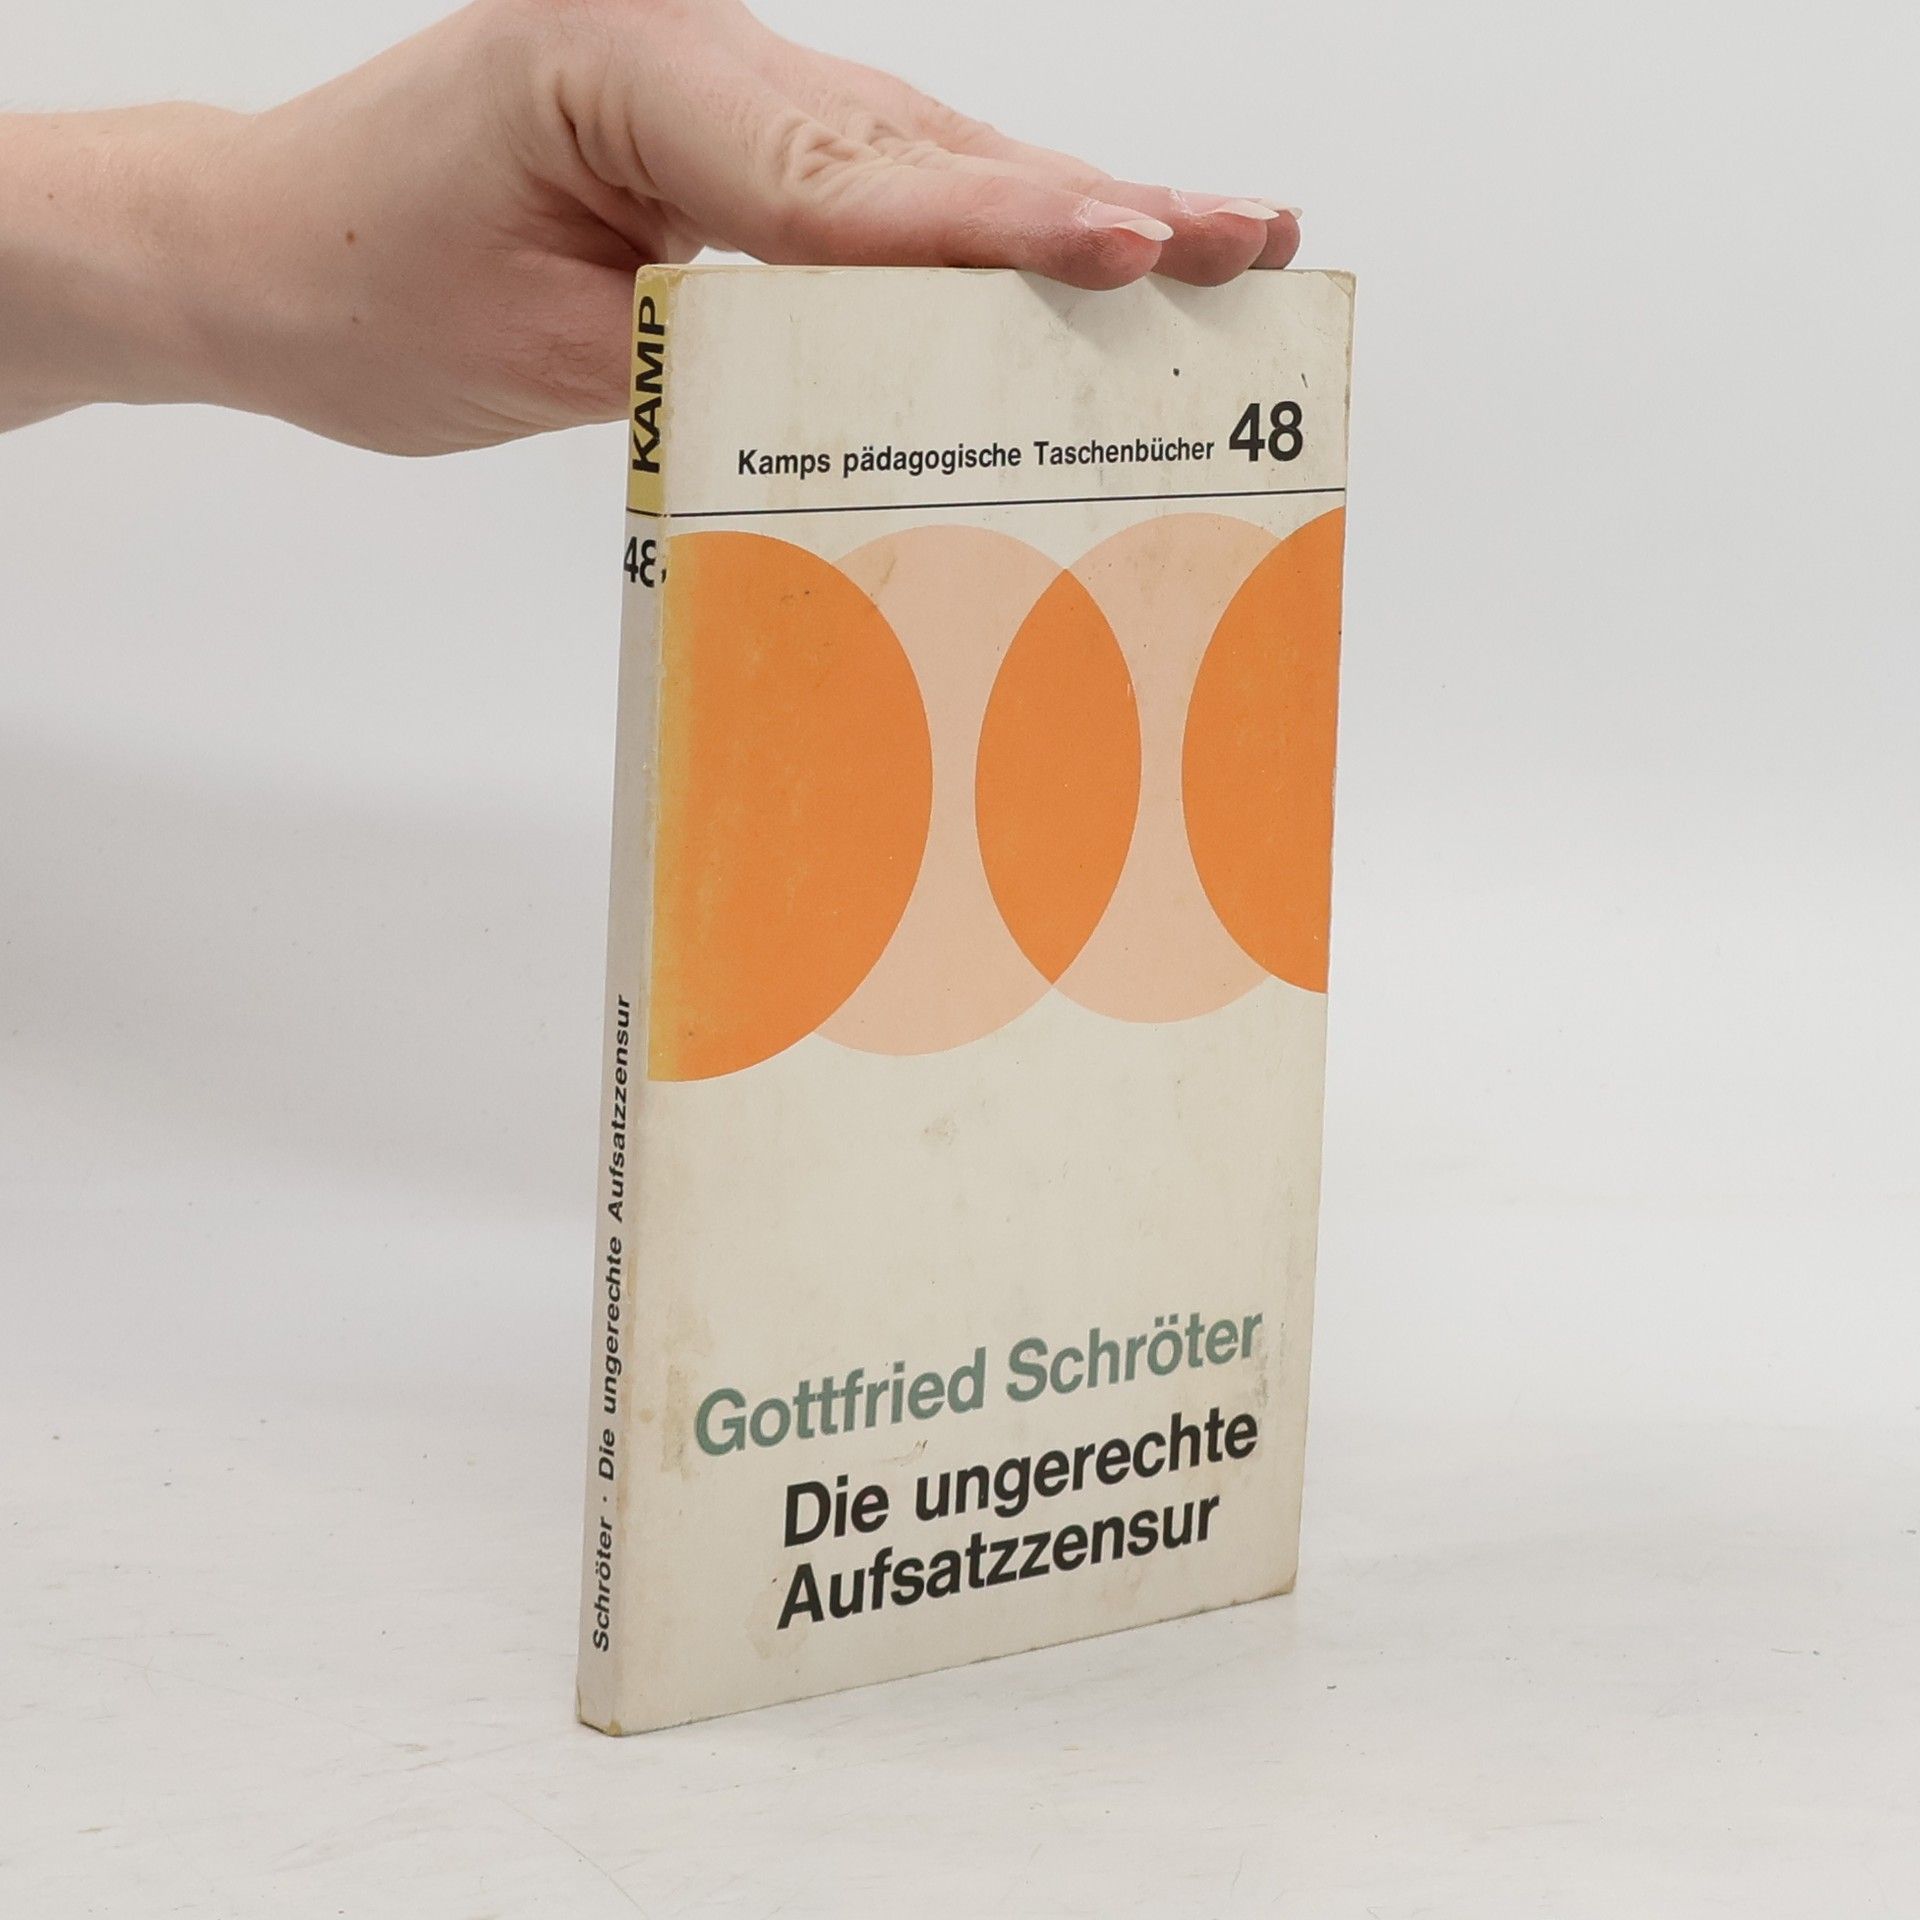 KAMP
48
Schröter · Die ungerechte Aufsatzzensur
Kamps pädagogische Taschenbücher 48
Gottfried Schröter
Die ungerechte
Aufsatzzensur